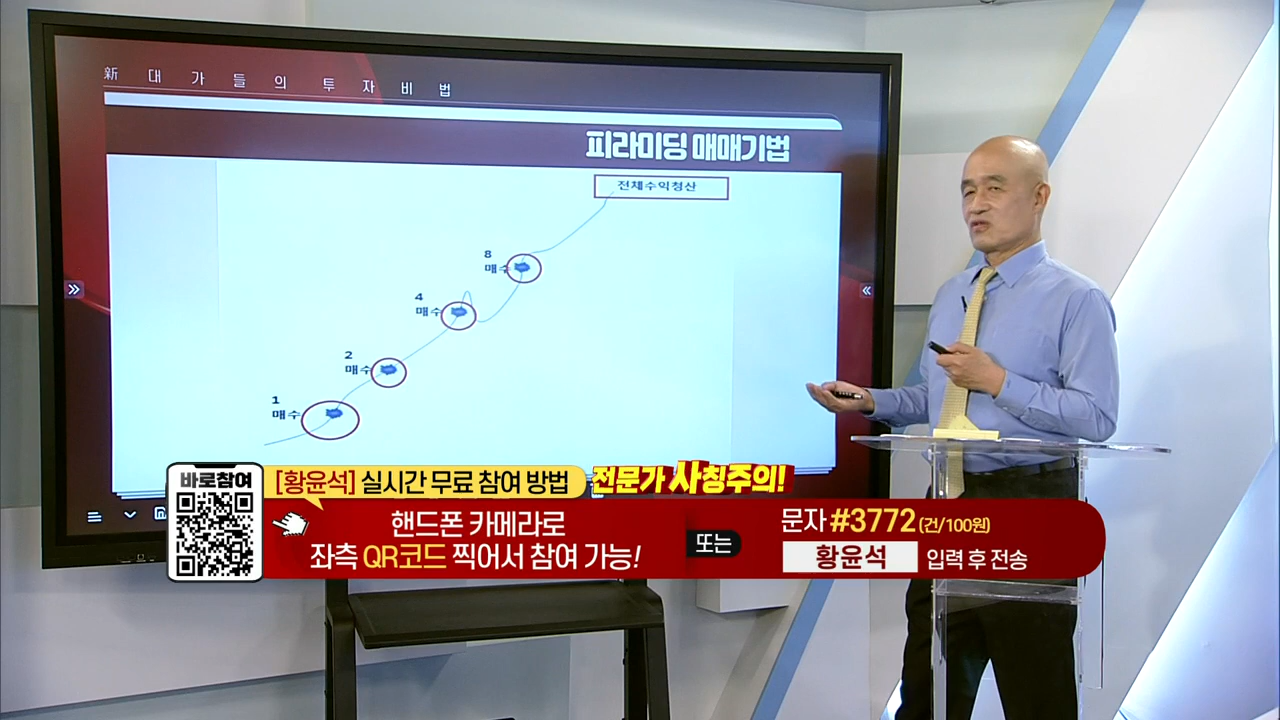 新 대 가 들 의 투 자 비 법
피라미딩 매매기법
전체수익청산
8
매수
4
매수
2
매수
1
매수
바로참여
[황윤석] 실시간 무료 참여 방법
전문가 사칭주의!
핸드폰 카메라로
좌측 QR코드 찍어서 참여 가능!
또는
문자 #3772 (건/100원)
황윤석 입력 후 전송